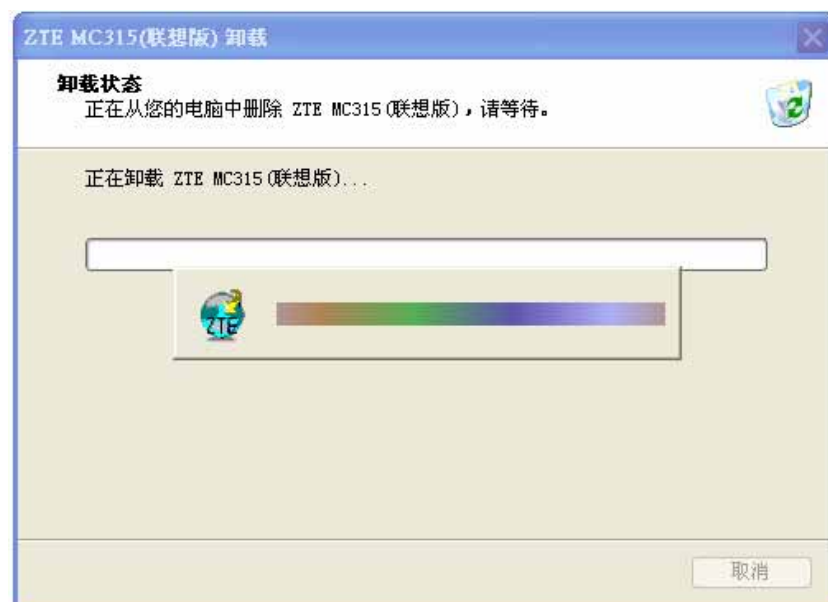 ZTE MC315(联想版) 卸载
卸载状态
正在从您的电脑中删除 ZTE MC315(联想版)，请等待。
正在卸载 ZTE MC315(联想版)...
ZTE
取消